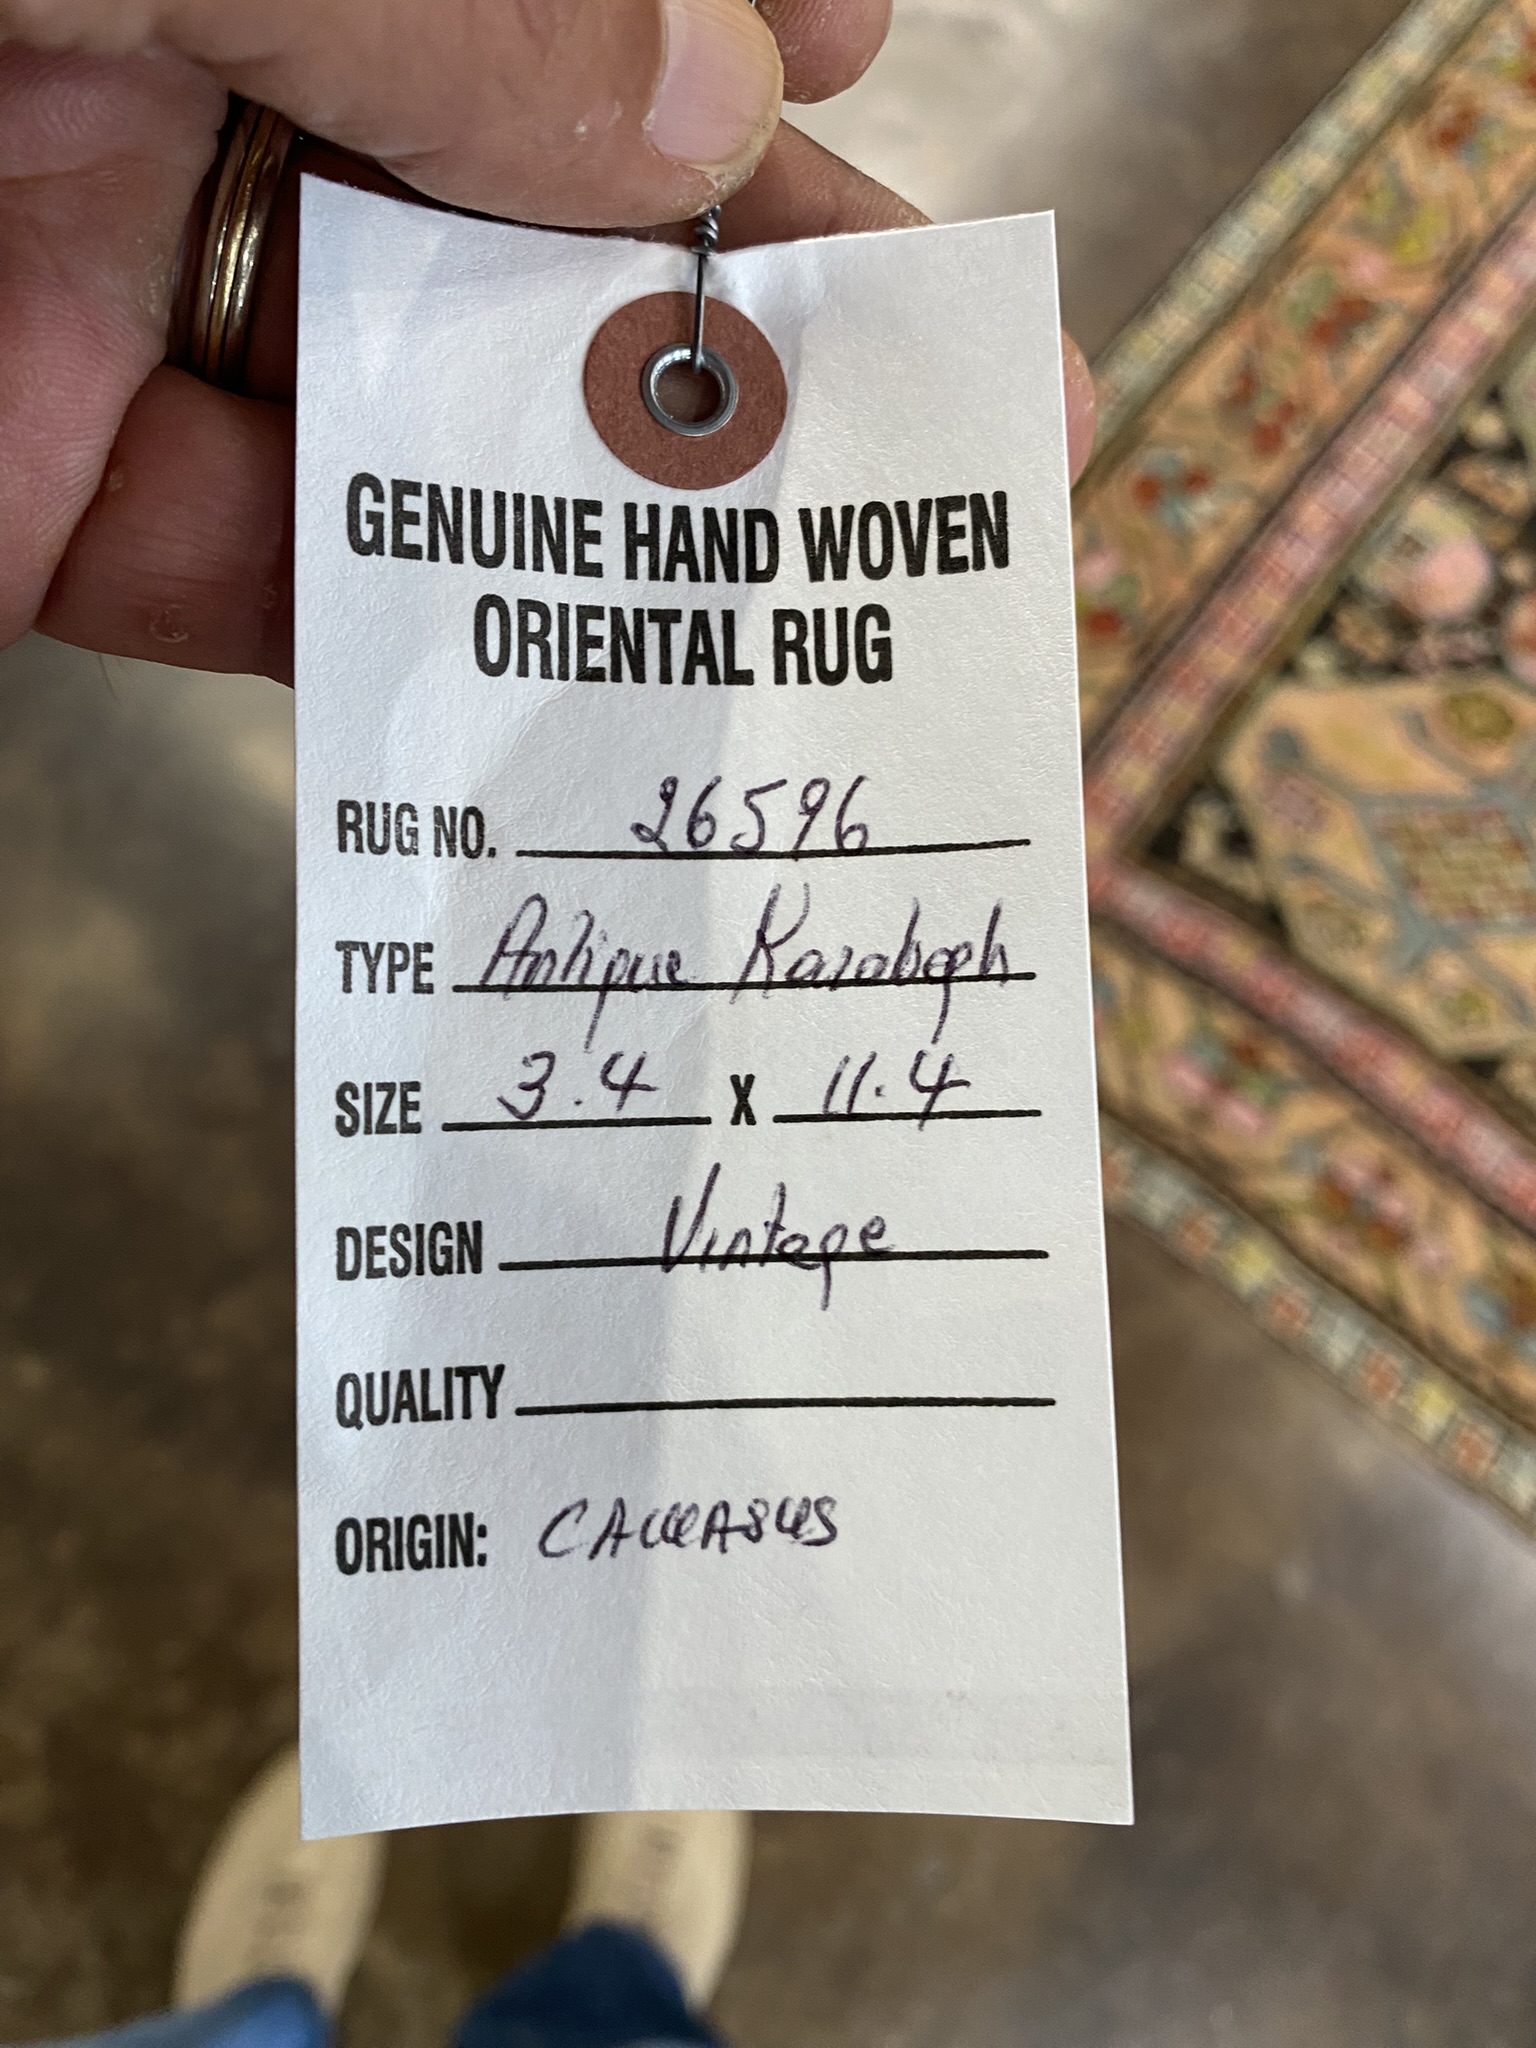 GENUINE HAND WOVEN
ORIENTAL RUG
RUG NO. 26596
TYPE Antique Karabagh
SIZE 3.4 X 11.4
DESIGN Vintage
QUALITY
ORIGIN: CAUCASUS